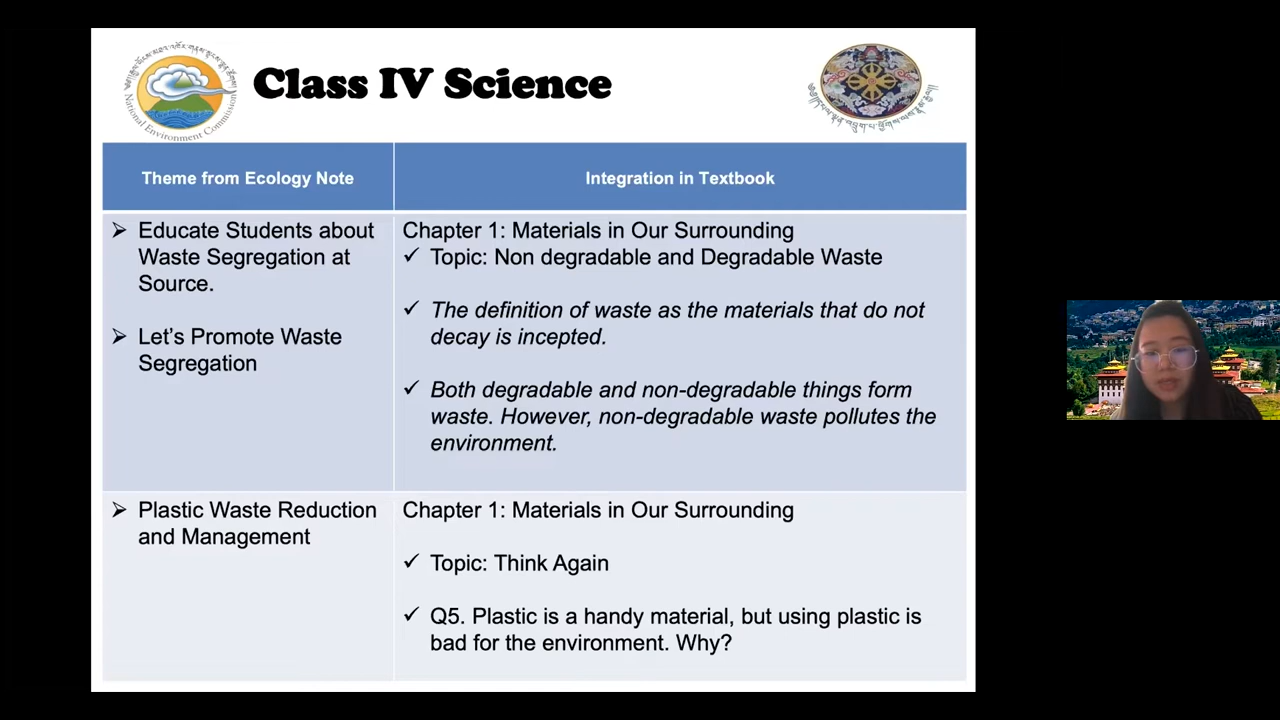 Class IV Science
National Environment Commission
Theme from Ecology Note
Integration in Textbook
➢ Educate Students about
Waste Segregation at
Source.
➢ Let’s Promote Waste
Segregation
Chapter 1: Materials in Our Surrounding
✓ Topic: Non degradable and Degradable Waste
✓ The definition of waste as the materials that do not
decay is incepted.
✓ Both degradable and non-degradable things form
waste. However, non-degradable waste pollutes the
environment.
➢ Plastic Waste Reduction
and Management
Chapter 1: Materials in Our Surrounding
✓ Topic: Think Again
✓ Q5. Plastic is a handy material, but using plastic is
bad for the environment. Why?